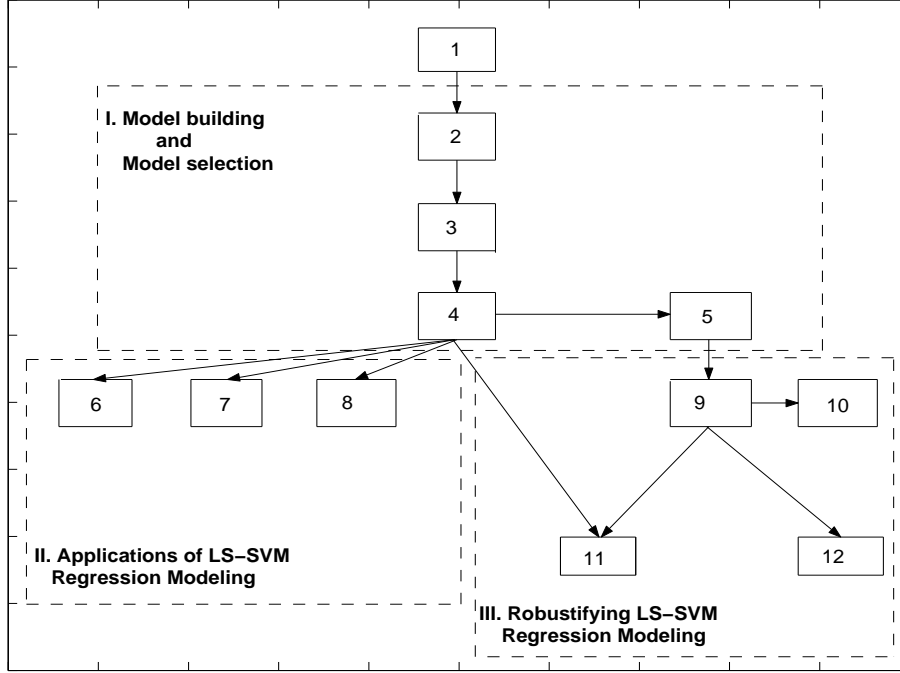 1
I. Model building
and
Model selection
2
3
4
5
6
7
8
9
10
II. Applications of LS−SVM
Regression Modeling
11
12
III. Robustifying LS−SVM
Regression Modeling